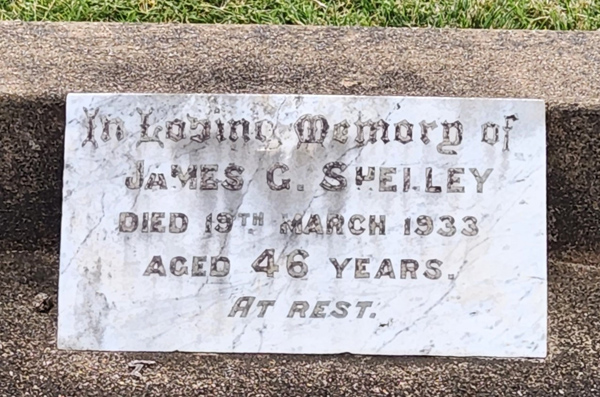 In Loving Memory of
JAMES G. SHELLEY
DIED 19TH MARCH 1933
AGED 46 YEARS.
AT REST.